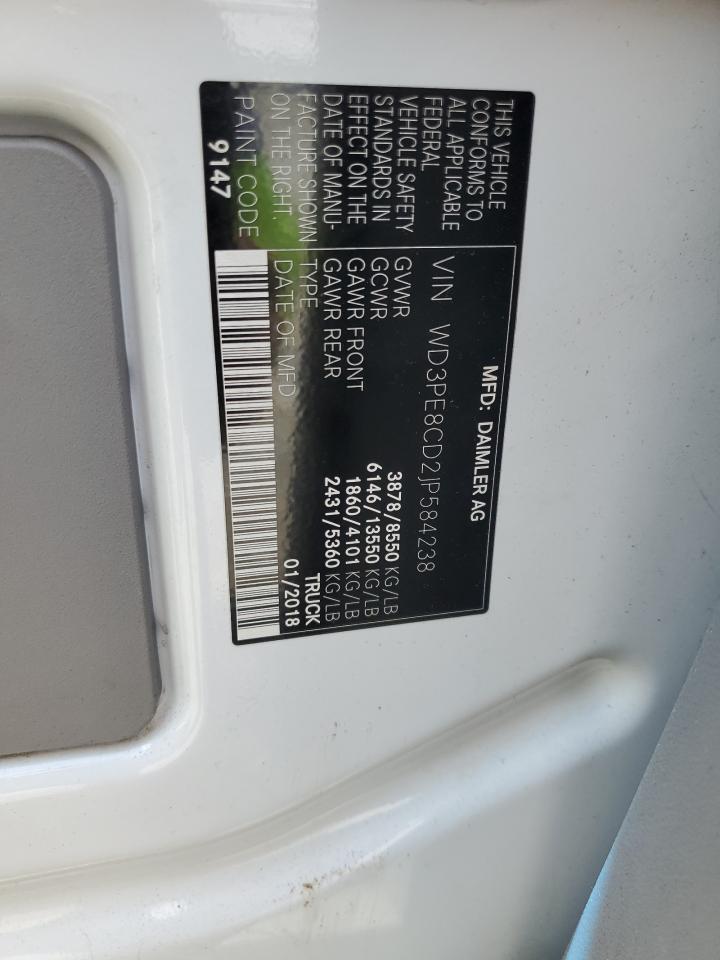 MFD: DAIMLER AG
THIS VEHICLE
CONFORMS TO
ALL APPLICABLE
FEDERAL
VEHICLE SAFETY
STANDARDS IN
EFFECT ON THE
DATE OF MANU-
FACTURE SHOWN
ON THE RIGHT.
PAINT CODE
9147
VIN WD3PE8CD2JP584238
GVWR 3878/8550 KG/LB
GCWR 6146/13550 KG/LB
GAWR FRONT 1860/4101 KG/LB
GAWR REAR 2431/5360 KG/LB
TYPE TRUCK
DATE OF MFD 01/2018